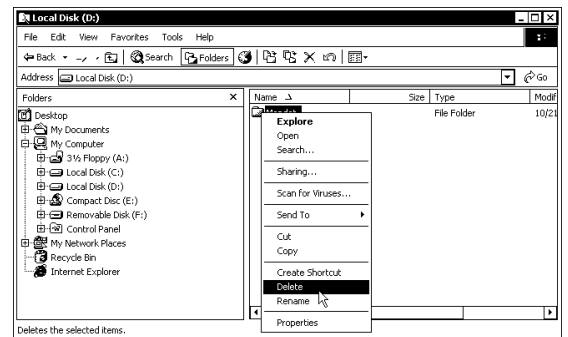 Local Disk (D:)
File Edit View Favorites Tools Help
Back Search Folders
Address Local Disk (D:) Go
Folders
Desktop
My Documents
My Computer
3½ Floppy (A:)
Local Disk (C:)
Local Disk (D:)
Compact Disc (E:)
Removable Disk (F:)
Control Panel
My Network Places
Recycle Bin
Internet Explorer
Name Size Type Modif
File Folder 10/21
Explore
Open
Search...
Sharing...
Scan for Viruses...
Send To
Cut
Copy
Create Shortcut
Delete
Rename
Properties
Deletes the selected items.